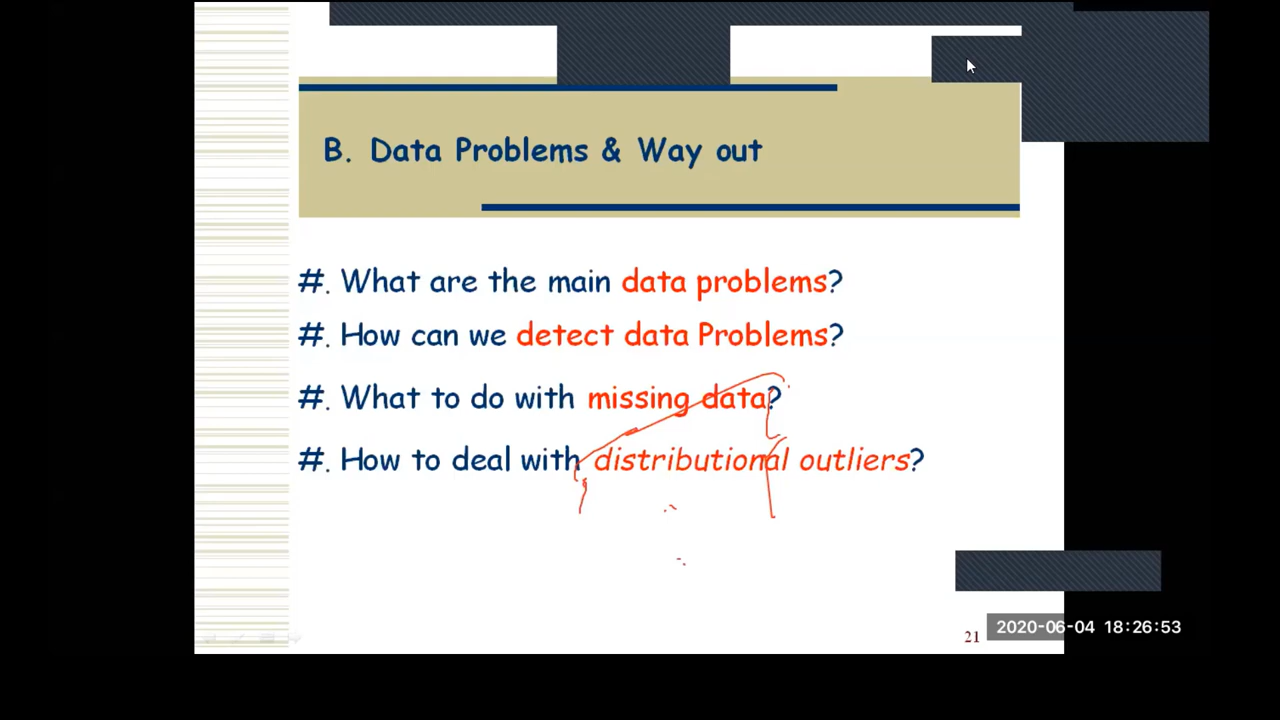 B. Data Problems & Way out
#. What are the main data problems?
#. How can we detect data Problems?
#. What to do with missing data?
#. How to deal with distributional outliers?
21
2020-06-04 18:26:53